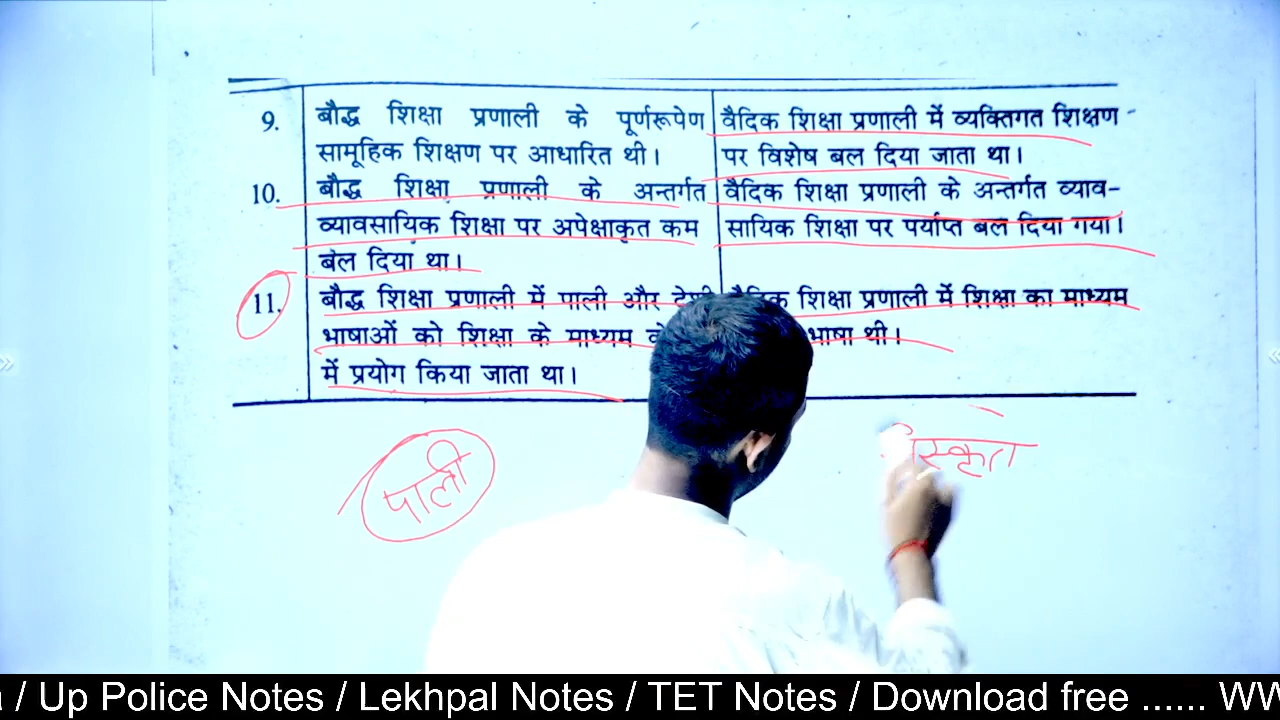 9. बौद्ध शिक्षा प्रणाली के पूर्णरूपेण
सामूहिक शिक्षण पर आधारित थी।
वैदिक शिक्षा प्रणाली में व्यक्तिगत शिक्षण
पर विशेष बल दिया जाता था।
10. बौद्ध शिक्षा प्रणाली के अन्तर्गत
व्यावसायिक शिक्षा पर अपेक्षाकृत कम
बल दिया था।
वैदिक शिक्षा प्रणाली के अन्तर्गत व्याव-
सायिक शिक्षा पर पर्याप्त बल दिया गया।
11. बौद्ध शिक्षा प्रणाली में पाली और
भाषाओं को शिक्षा के माध्यम
में प्रयोग किया जाता था।
शिक्षा प्रणाली में शिक्षा का माध्यम
भाषा थी।
पाली
/ Up Police Notes / Lekhpal Notes / TET Notes / Download free ......